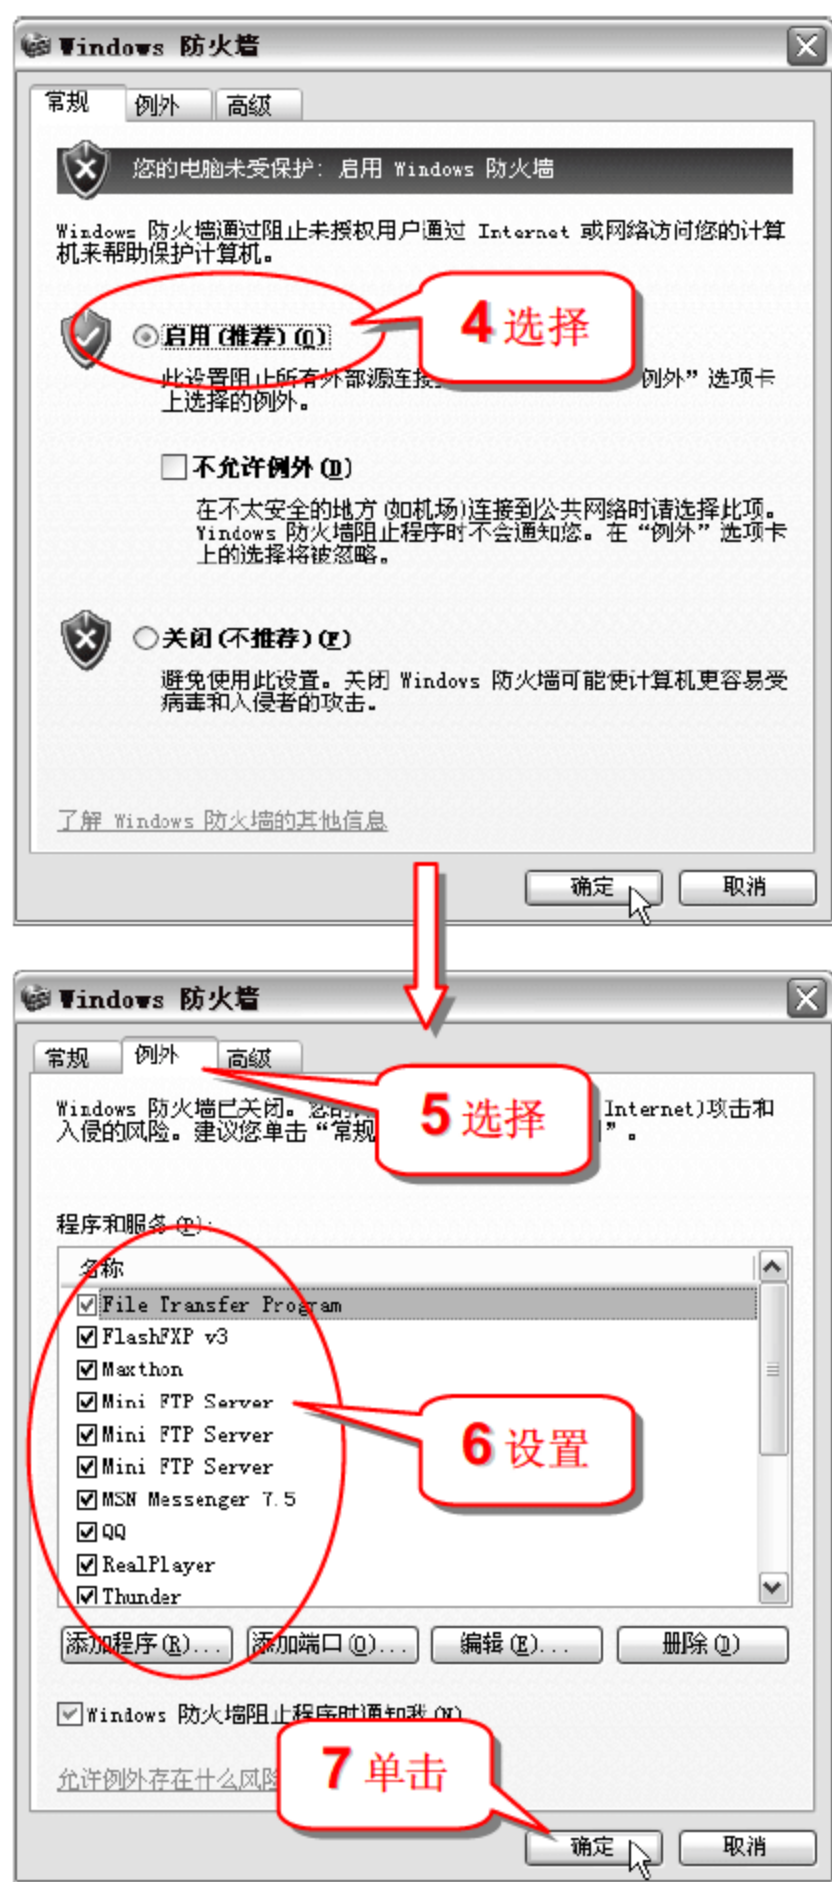 Windows 防火墙
常规 例外 高级
您的电脑未受保护: 启用 Windows 防火墙
Windows 防火墙通过阻止未授权用户通过 Internet 或网络访问您的计算
机来帮助保护计算机。
4 选择
启用(推荐)(O)
此设置阻止所有外部源连接 例外”选项卡
上选择的例外。
不允许例外(D)
在不太安全的地方(如机场)连接到公共网络时请选择此项。
Windows 防火墙阻止程序时不会通知您。在“例外”选项卡
上的选择将被忽略。
关闭(不推荐)(F)
避免使用此设置。关闭 Windows 防火墙可能使计算机更容易受
病毒和入侵者的攻击。
了解 Windows 防火墙的其他信息
确定 取消
Windows 防火墙
常规 例外 高级
5 选择
Windows 防火墙已关闭。您的 Internet)攻击和
入侵的风险。建议您单击“常规 ”。
程序和服务(P):
名称
File Transfer Program
FlashFXP v3
Maxthon
Mini FTP Server
Mini FTP Server
Mini FTP Server
6 设置
MSN Messenger 7.5
QQ
RealPlayer
Thunder
添加程序(R)... 添加端口(O)... 编辑(E)... 删除(D)
Windows 防火墙阻止程序时通知我(N)
7 单击
允许例外存在什么风险
确定 取消